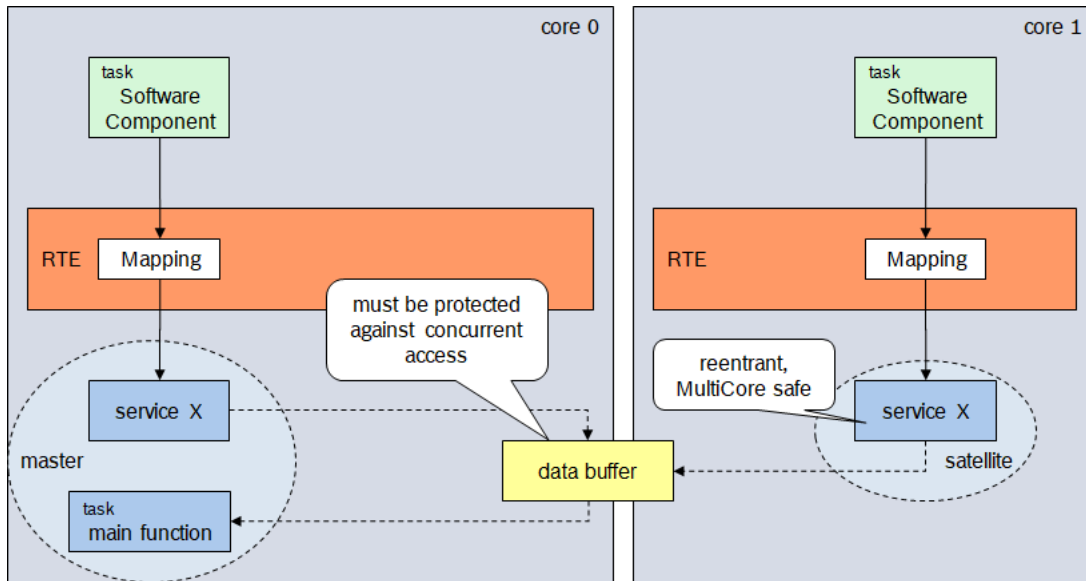 core 0
core 1
task
Software
Component
task
Software
Component
RTE
Mapping
RTE
Mapping
must be protected
against concurrent
access
reentrant,
MultiCore safe
service X
service X
master
satellite
data buffer
task
main function